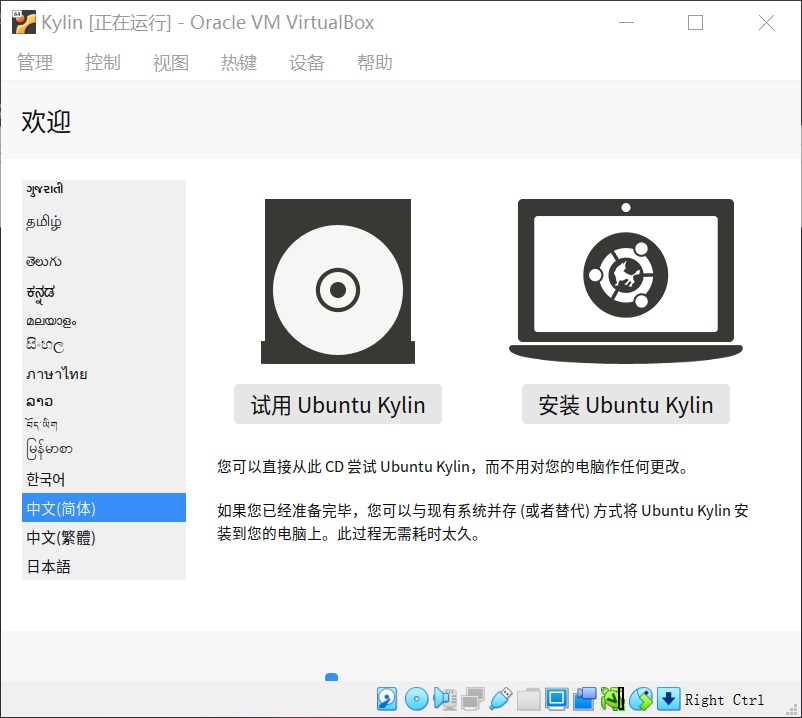 Kylin [正在运行] - Oracle VM VirtualBox
管理 控制 视图 热键 设备 帮助
欢迎
ગુજરાતી
தமிழ்
తెలుగు
ಕನ್ನಡ
മലയാളം
සිංහල
ภาษาไทย
ລາວ
བོད་ཡིག
မြန်မာစာ
한국어
中文(简体)
中文(繁體)
日本語
试用 Ubuntu Kylin
安装 Ubuntu Kylin
您可以直接从此 CD 尝试 Ubuntu Kylin，而不用对您的电脑作任何更改。
如果您已经准备完毕，您可以与现有系统并存 (或者替代) 方式将 Ubuntu Kylin 安
装到您的电脑上。此过程无需耗时太久。
Right Ctrl